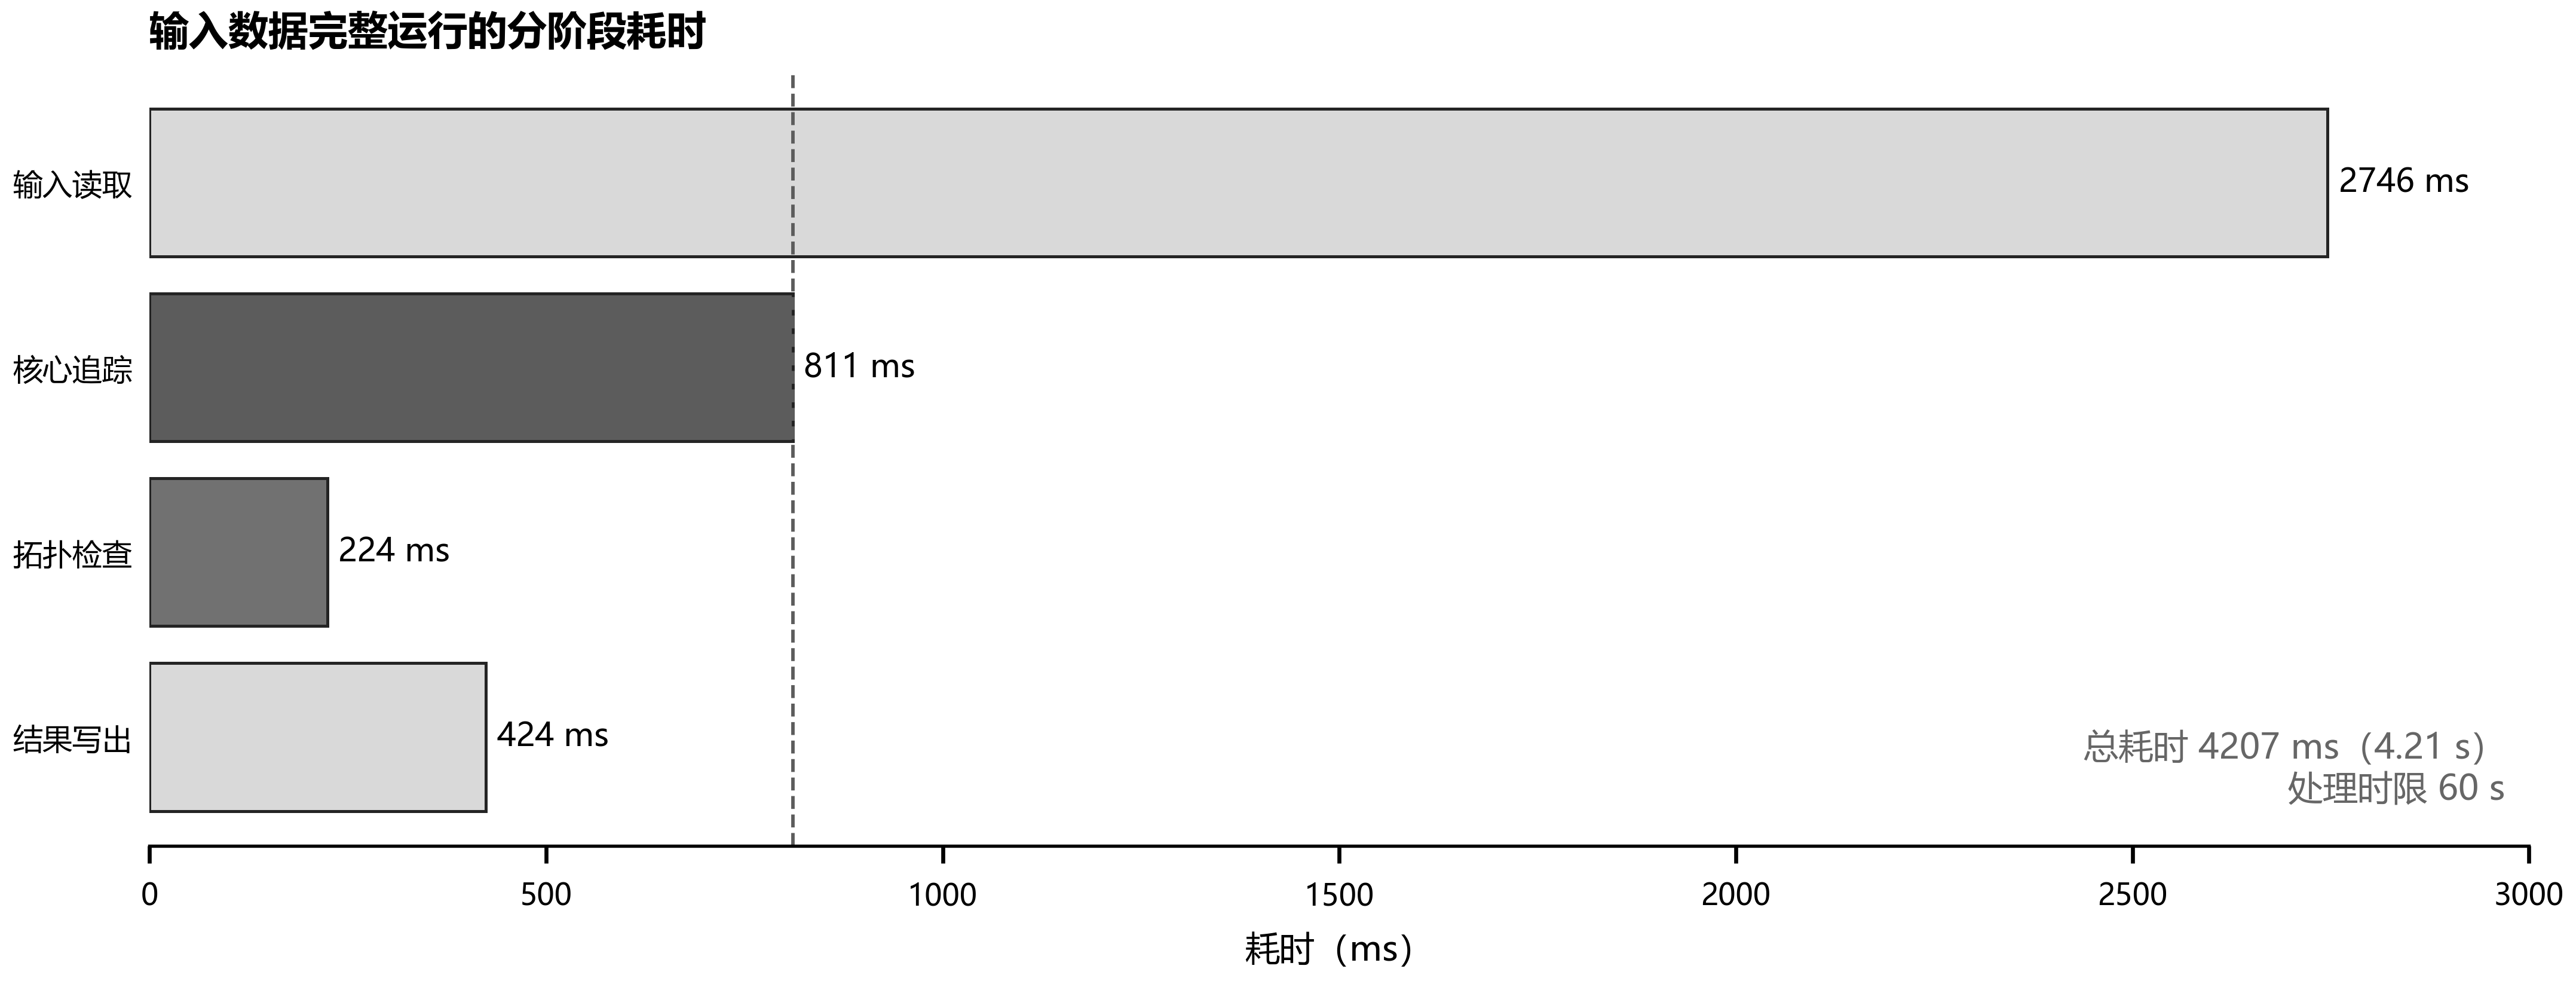 输入数据完整运行的分阶段耗时
输入读取
2746 ms
核心追踪
811 ms
拓扑检查
224 ms
结果写出
424 ms
总耗时 4207 ms（4.21 s）
处理时限 60 s
0 500 1000 1500 2000 2500 3000
耗时（ms）